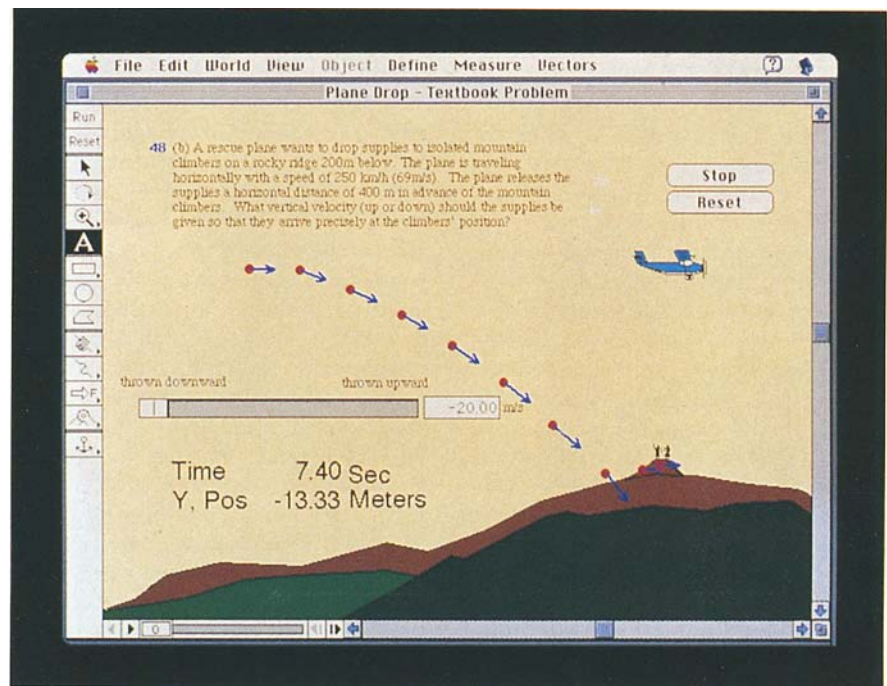 File Edit World View Object Define Measure Vectors
Plane Drop - Textbook Problem
Run
Reset
48 (b) A rescue plane wants to drop supplies to isolated mountain
climbers on a rocky ridge 200m below. The plane is traveling
horizontally with a speed of 250 km/h (69m/s). The plane releases the
supplies a horizontal distance of 400 m in advance of the mountain
climbers. What vertical velocity (up or down) should the supplies be
given so that they arrive precisely at the climbers' position?
Stop
Reset
A
thrown downward thrown upward
-20.00 m/s
F
Time 7.40 Sec
Y, Pos -13.33 Meters
0